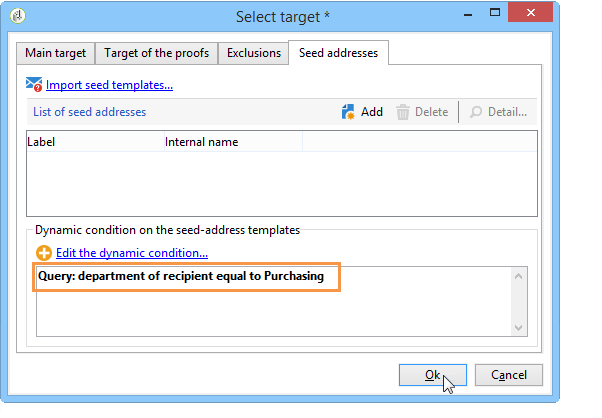 Select target *
Main target Target of the proofs Exclusions Seed addresses
Import seed templates...
List of seed addresses Add Delete Detail...
Label Internal name
Dynamic condition on the seed-address templates
Edit the dynamic condition...
Query: department of recipient equal to Purchasing
Ok Cancel